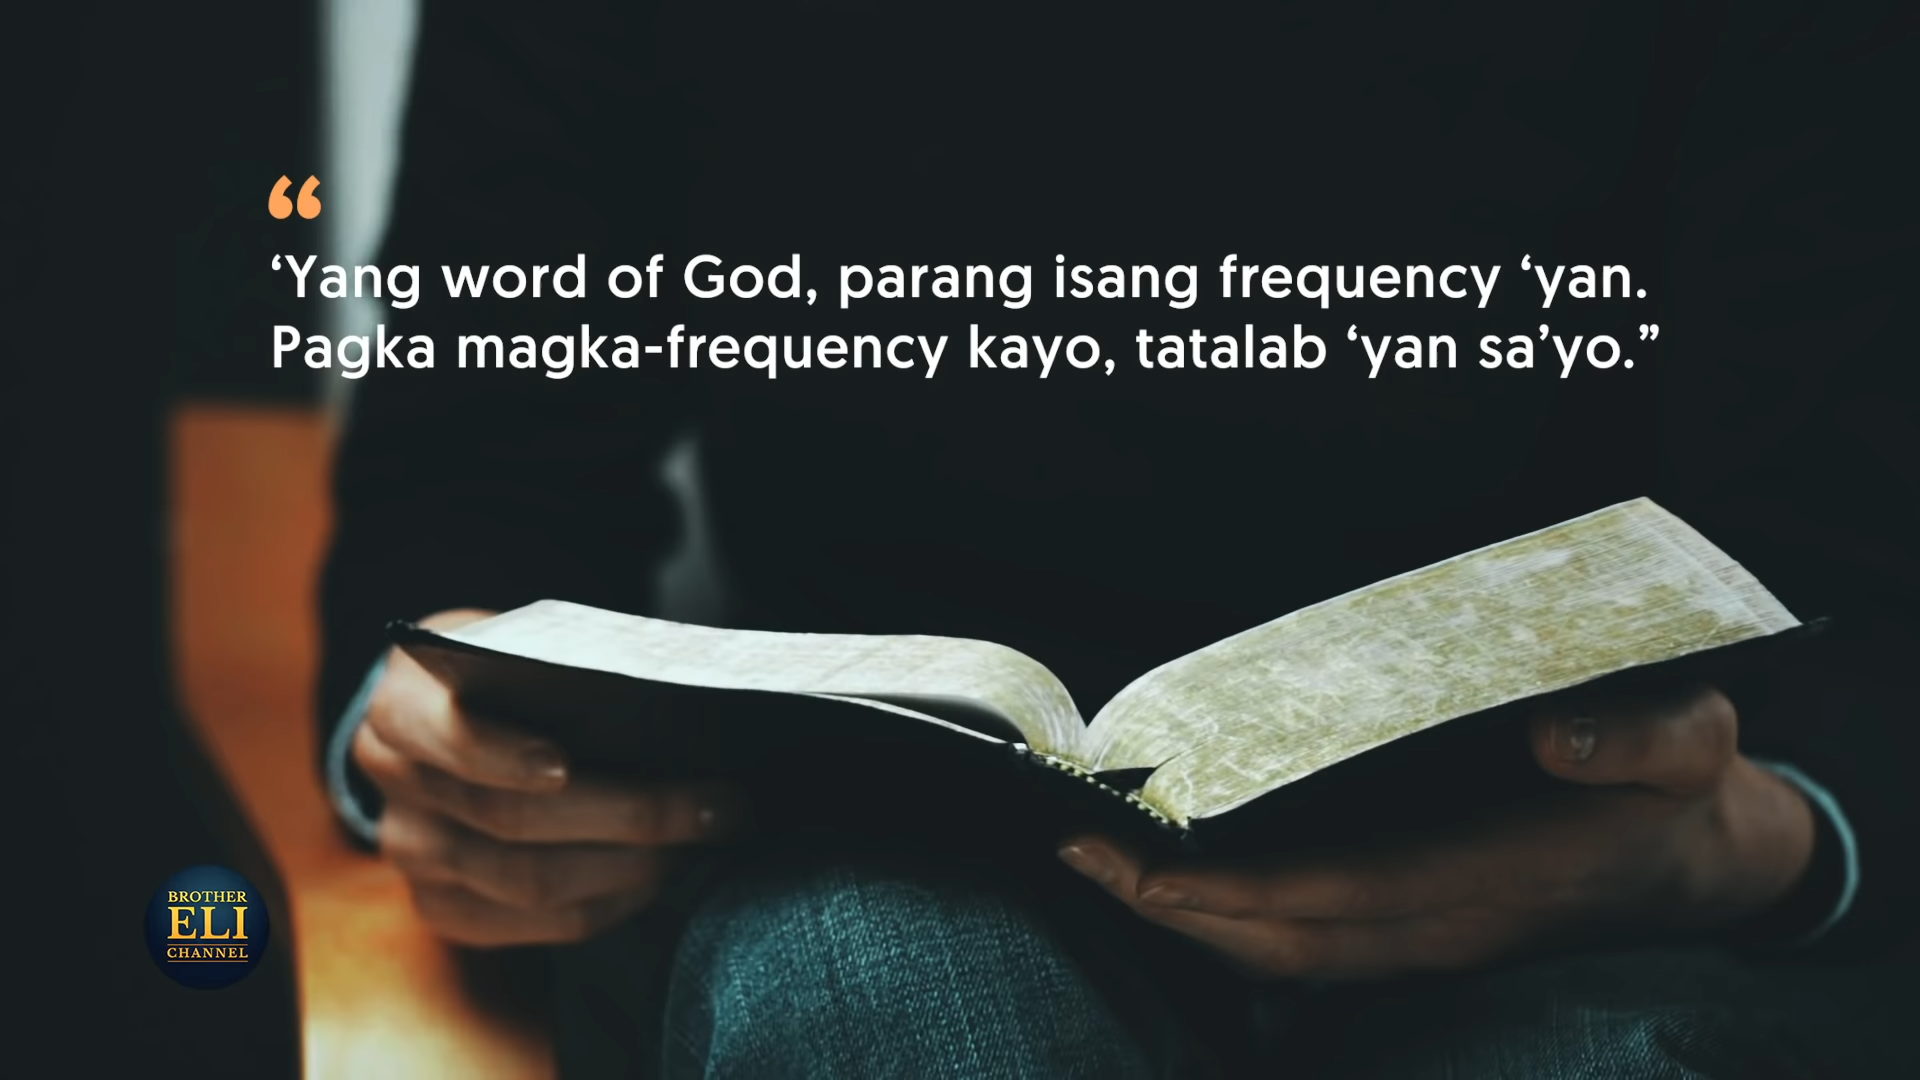 “
‘Yang word of God, parang isang frequency ‘yan.
Pagka magka-frequency kayo, tatalab ‘yan sa’yo.”
BROTHER
ELI
CHANNEL